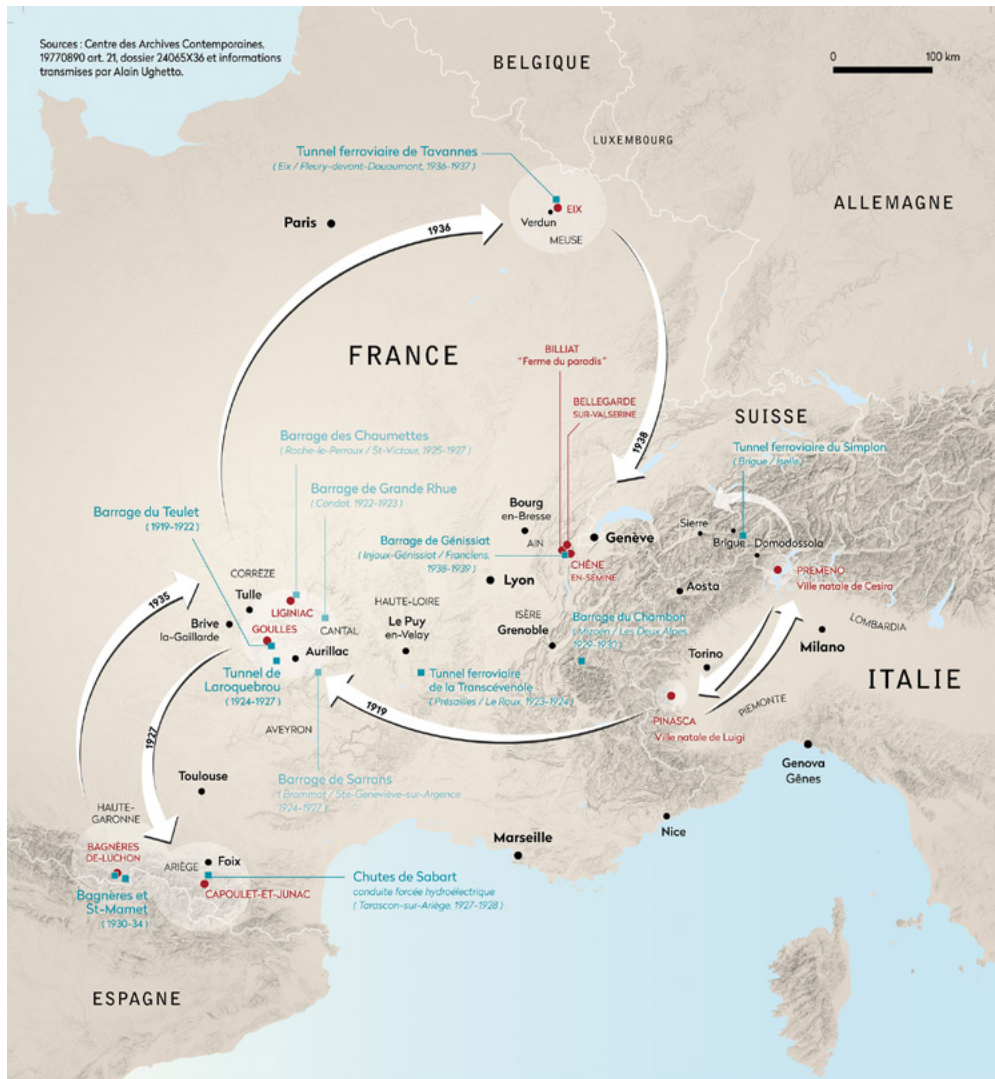 Sources : Centre des Archives Contemporaines,
19770890 art. 21, dossier 24065X36 et informations
transmises par Alain Ughetto.
0 100 km
BELGIQUE
LUXEMBOURG
ALLEMAGNE
Tunnel ferroviaire de Tavannes
( Eix / Fleury-devant-Douaumont, 1936-1937 )
Paris
EIX
Verdun
MEUSE
1936
FRANCE
BILLIAT
"Ferme du paradis"
BELLEGARDE
SUR-VALSERINE
1938
SUISSE
Tunnel ferroviaire du Simplon
( Brigue / Iselle )
Barrage des Chaumettes
( Roche-le-Perroux / St-Victour, 1925-1927 )
Barrage de Grande Rhue
( Condat, 1922-1923 )
Barrage du Teulet
( 1919-1922 )
Bourg
en-Bresse
AIN
Genève
Sierre
Brigue
Domodossola
Barrage de Génissiat
( Injoux-Génissiat / Franclens,
1938-1939 )
CHÊNE
EN-SEMINE
PREMENO
Ville natale de Cesira
Lyon
Aosta
CORRÈZE
Tulle
LIGINIAC
GOULLES
CANTAL
HAUTE-LOIRE
Le Puy
en-Velay
ISÈRE
Grenoble
Barrage du Chambon
( Mizoën / Les Deux Alpes,
1929-1930 )
LOMBARDIA
Milano
1935
Brive
la-Gaillarde
Aurillac
Torino
ITALIE
Tunnel de
Laroquebrou
( 1924-1927 )
Tunnel ferroviaire
de la Transcévenole
( Présailles / Le Roux, 1923-1924 )
PINASCA
Ville natale de Luigi
PIEMONTE
1919
AVEYRON
1927
Barrage de Sarrans
( Brommat / Ste-Geneviève-sur-Argence
1924-1927 )
Genova
Gênes
Toulouse
HAUTE-
GARONNE
Nice
Marseille
BAGNÈRES
DE-LUCHON
ARIÈGE
Foix
Bagnères et
St-Mamet
( 1930-34 )
CAPOULET-ET-JUNAC
Chutes de Sabart
conduite forcée hydroélectrique
( Tarascon-sur-Ariège, 1927-1928 )
ESPAGNE